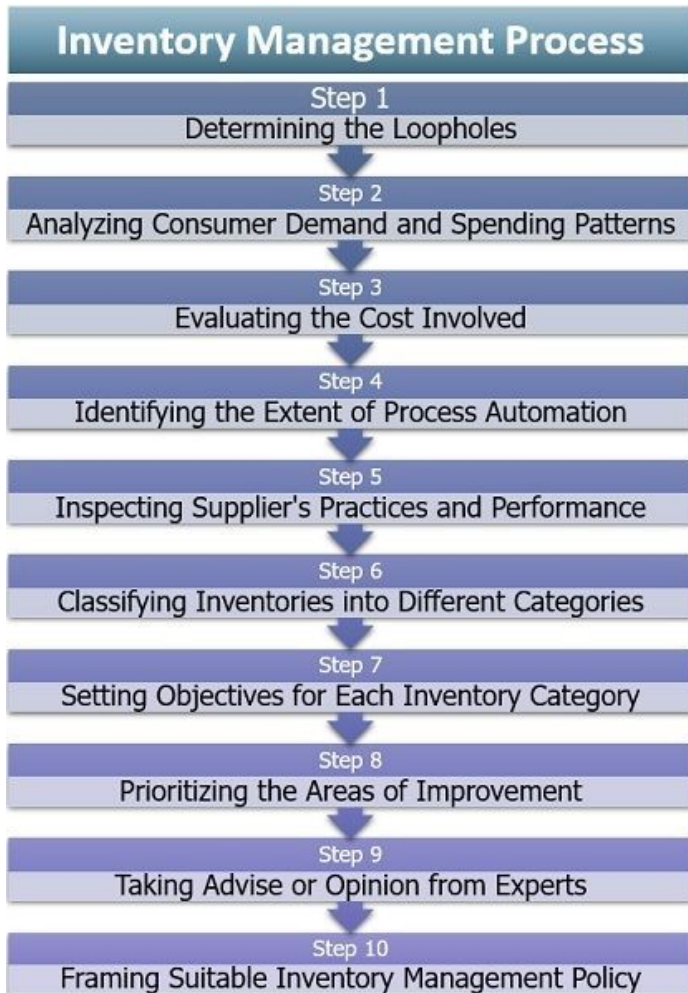 Inventory Management Process
Step 1
Determining the Loopholes
Step 2
Analyzing Consumer Demand and Spending Patterns
Step 3
Evaluating the Cost Involved
Step 4
Identifying the Extent of Process Automation
Step 5
Inspecting Supplier's Practices and Performance
Step 6
Classifying Inventories into Different Categories
Step 7
Setting Objectives for Each Inventory Category
Step 8
Prioritizing the Areas of Improvement
Step 9
Taking Advise or Opinion from Experts
Step 10
Framing Suitable Inventory Management Policy